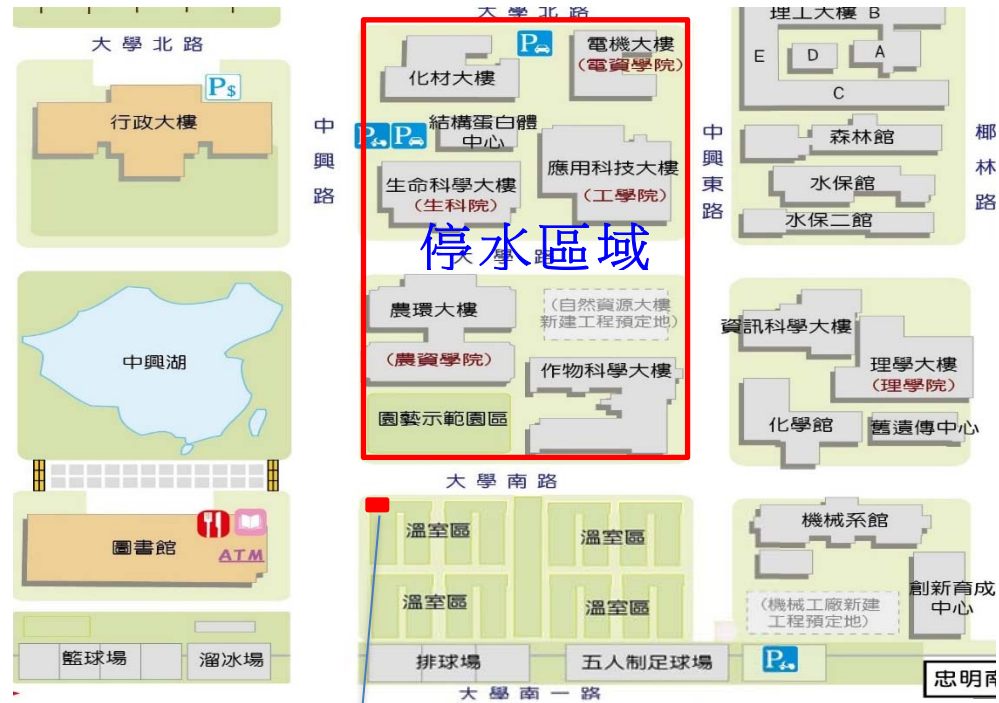 大學北路
大學北路
理工大樓 B
P$
行政大樓
P
電機大樓
(電資學院)
化材大樓
E
D
A
C
中興路
P
P
結構蛋白體
中心
生命科學大樓
(生科院)
應用科技大樓
(工學院)
中興東路
森林館
水保館
水保二館
椰林路
停水區域
大學路
中興湖
農環大樓
(農資學院)
(自然資源大樓
新建工程預定地)
作物科學大樓
園藝示範園區
資訊科學大樓
理學大樓
(理學院)
化學館
舊遺傳中心
大學南路
圖書館
ATM
溫室區
溫室區
溫室區
溫室區
機械系館
(機械工廠新建
工程預定地)
創新育成
中心
籃球場
溜冰場
排球場
五人制足球場
P
大學南一路
忠明南